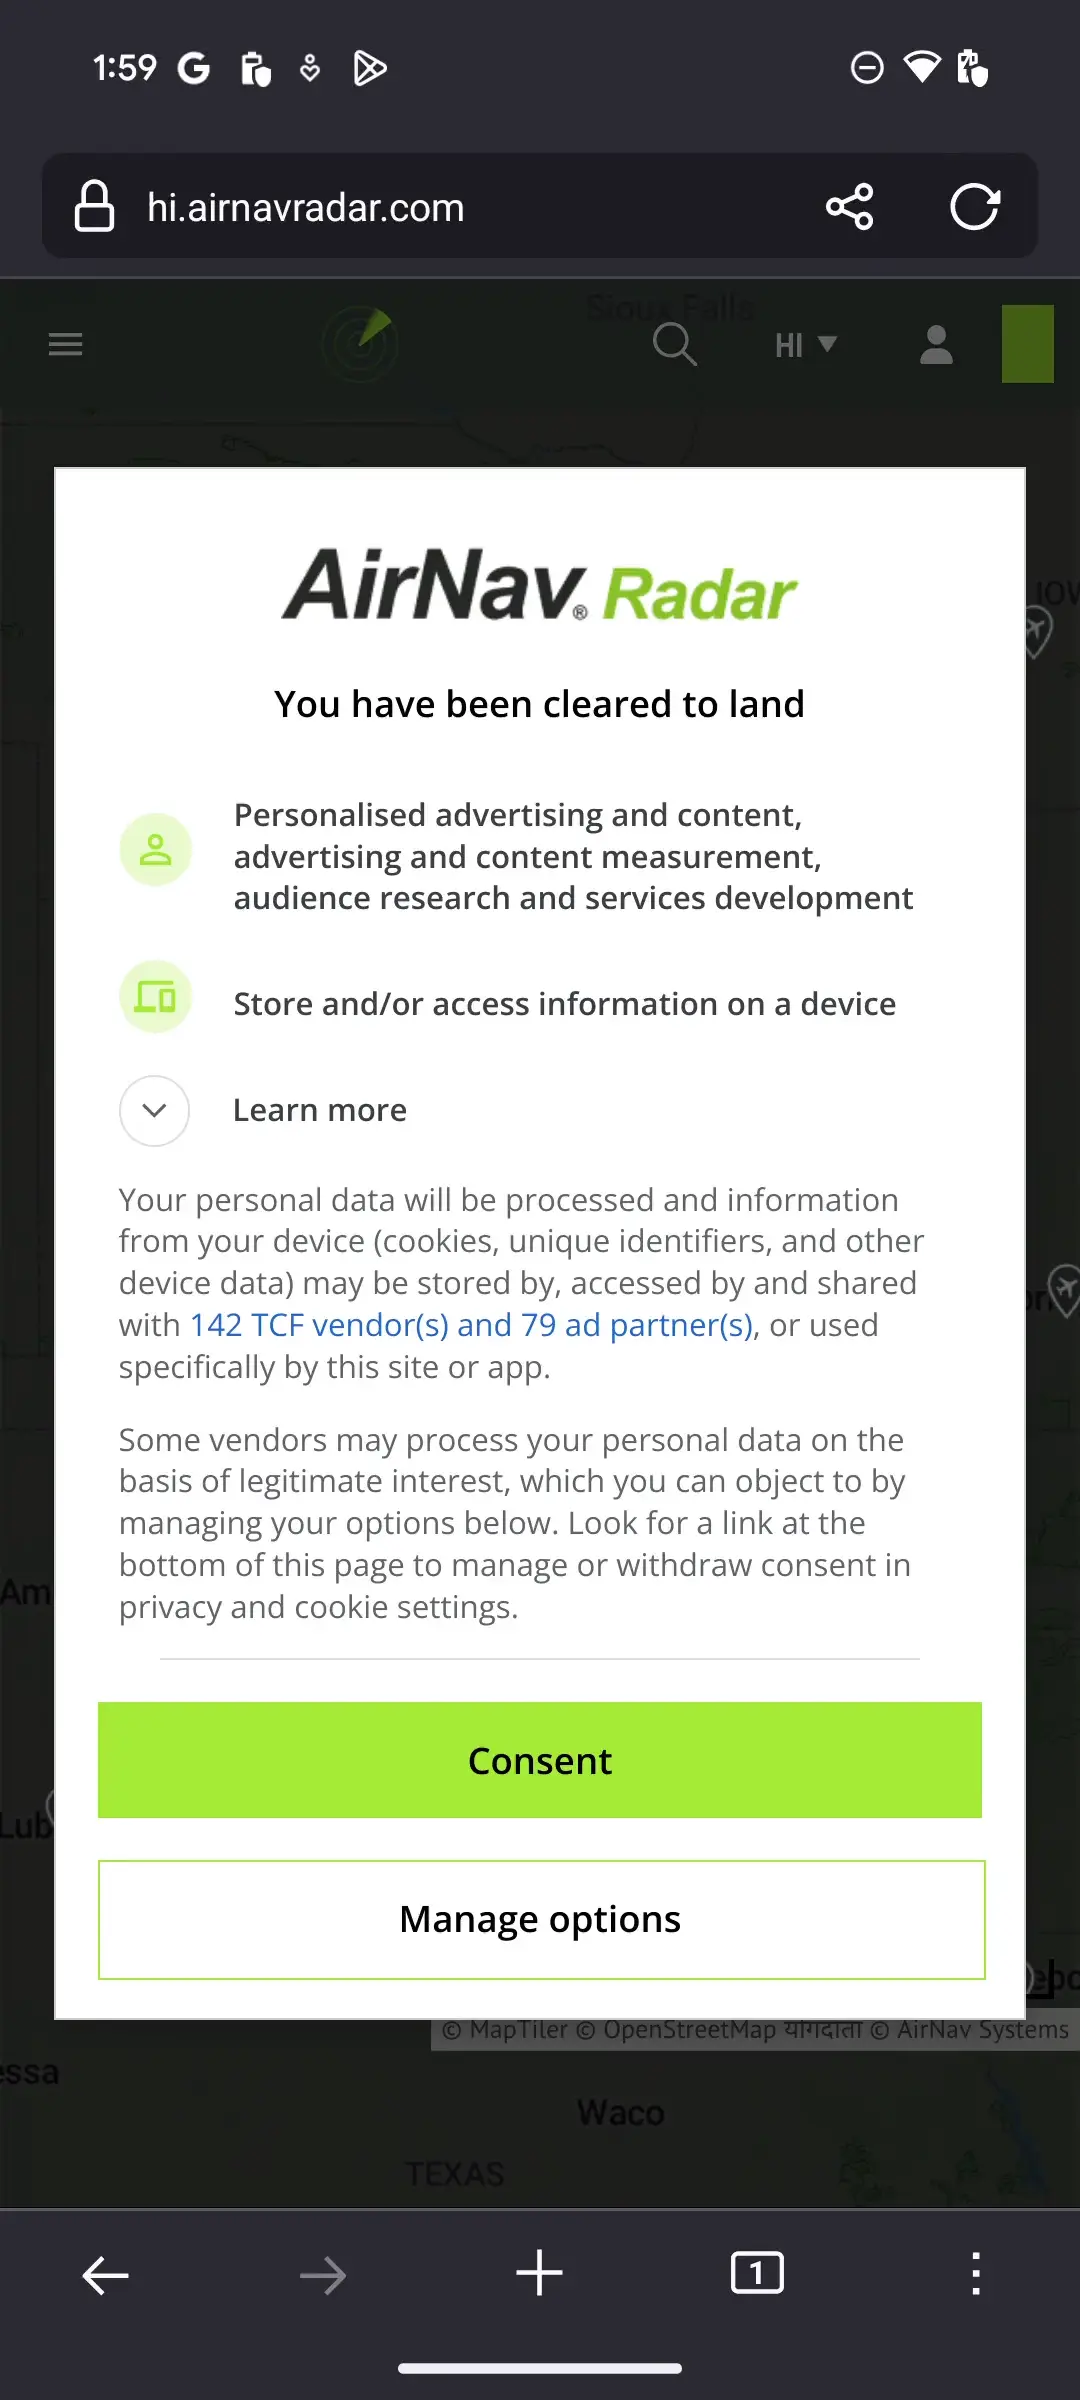 1:59
hi.airnavradar.com
Sioux Falls
HI
AirNav® Radar
You have been cleared to land
Personalised advertising and content,
advertising and content measurement,
audience research and services development
Store and/or access information on a device
Learn more
Your personal data will be processed and information
from your device (cookies, unique identifiers, and other
device data) may be stored by, accessed by and shared
with 142 TCF vendor(s) and 79 ad partner(s), or used
specifically by this site or app.
Some vendors may process your personal data on the
basis of legitimate interest, which you can object to by
managing your options below. Look for a link at the
bottom of this page to manage or withdraw consent in
privacy and cookie settings.
Am
Lub
Consent
Manage options
© MapTiler © OpenStreetMap योगदाता © AirNav Systems
essa
Waco
TEXAS
1